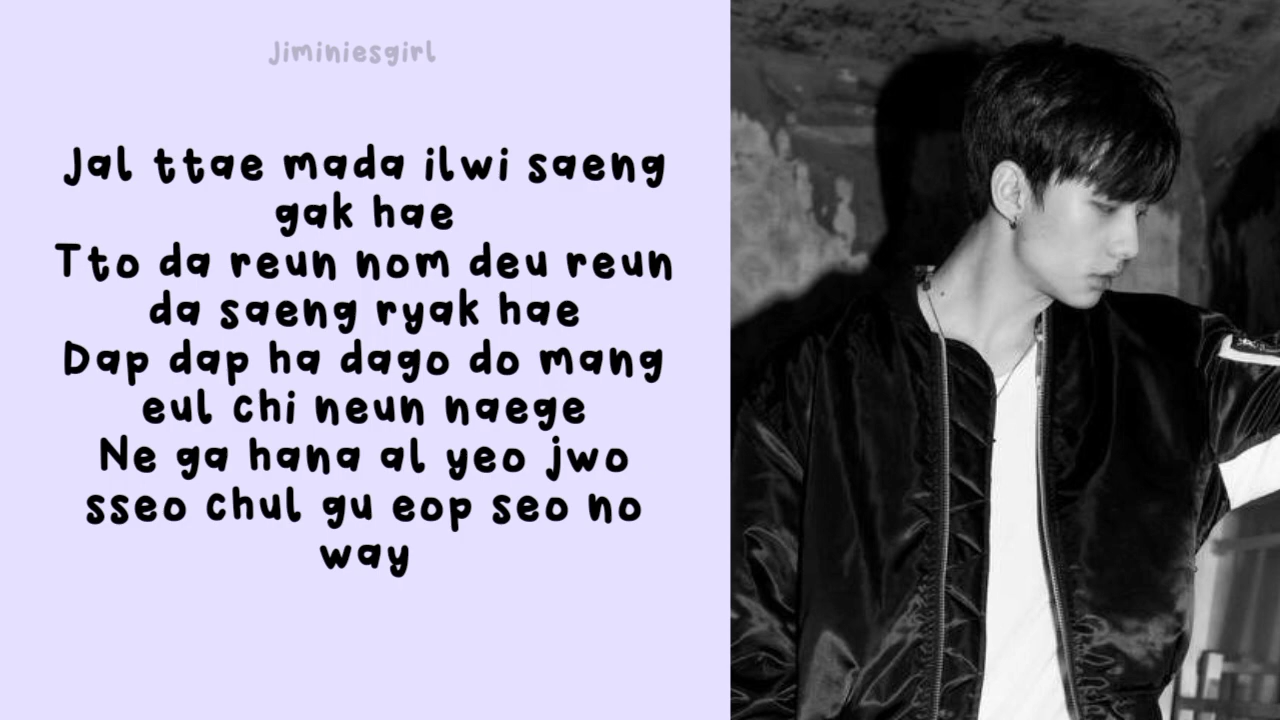 Jiminiesgirl
Jal ttae mada ilwi saeng
gak hae
Tto da reun nom deu reun
da saeng ryak hae
Dap dap ha dago do mang
eul chi neun naege
Ne ga hana al yeo jwo
sseo chul gu eop seo no
way